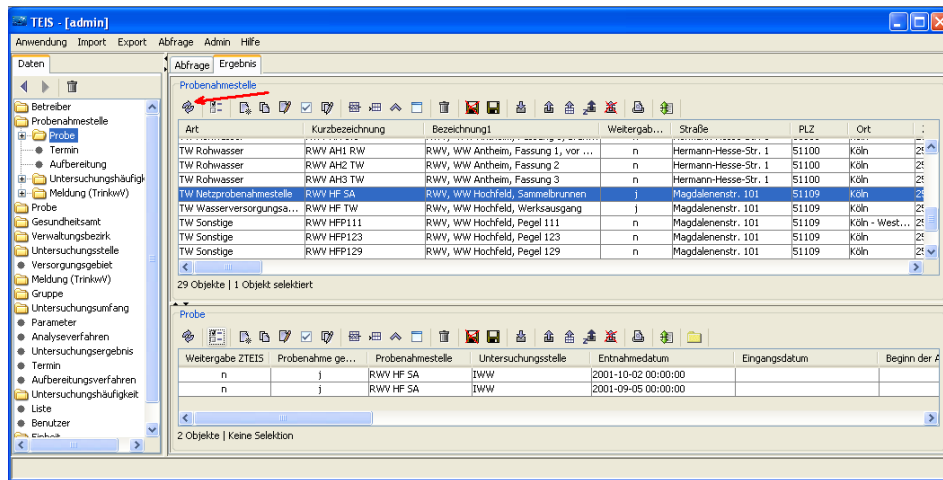 TEIS - [admin]
Anwendung Import Export Abfrage Admin Hilfe
Daten
Abfrage Ergebnis
Betreiber
Probenahmestelle
Probe
Termin
Aufbereitung
Untersuchungshäufigk
Meldung (TrinkwV)
Probe
Gesundheitsamt
Verwaltungsbezirk
Untersuchungsstelle
Versorgungsgebiet
Meldung (TrinkwV)
Gruppe
Untersuchungsumfang
Parameter
Analyseverfahren
Untersuchungsergebnis
Termin
Aufbereitungsverfahren
Untersuchungshäufigkeit
Liste
Benutzer
Einheit
Probenahmestelle
Art Kurzbezeichnung Bezeichnung1 Weitergab... Straße PLZ Ort
TW Rohwasser RWV AH1 RW RWV, WW Antheim, Fassung 1, vor ... n Hermann-Hesse-Str. 1 51100 Köln
TW Rohwasser RWV AH2 TW RWV, WW Antheim, Fassung 2 n Hermann-Hesse-Str. 1 51100 Köln
TW Rohwasser RWV AH3 TW RWV, WW Antheim, Fassung 3 n Hermann-Hesse-Str. 1 51100 Köln
TW Netzprobenahmestelle RWV HF SA RWV, WW Hochfeld, Sammelbrunnen j Magdalenenstr. 101 51109 Köln
TW Wasserversorgungsa... RWV HF TW RWv, WW Hochfeld, Werksausgang j Magdalenenstr. 101 51109 Köln
TW Sonstige RWV HFP111 RWV, WW Hochfeld, Pegel 111 n Magdalenenstr. 101 51109 Köln - West...
TW Sonstige RWV HFP123 RWV, WW Hochfeld, Pegel 123 n Magdalenenstr. 101 51109 Köln
TW Sonstige RWV HFP129 RWV, WW Hochfeld, Pegel 129 n Magdalenenstr. 101 51109 Köln
29 Objekte | 1 Objekt selektiert
Probe
Weitergabe ZTEIS Probenahme ge... Probenahmestelle Untersuchungsstelle Entnahmedatum Eingangsdatum Beginn der A
n j RWV HF SA IWW 2001-10-02 00:00:00
n j RWV HF SA IWW 2001-09-05 00:00:00
2 Objekte | Keine Selektion